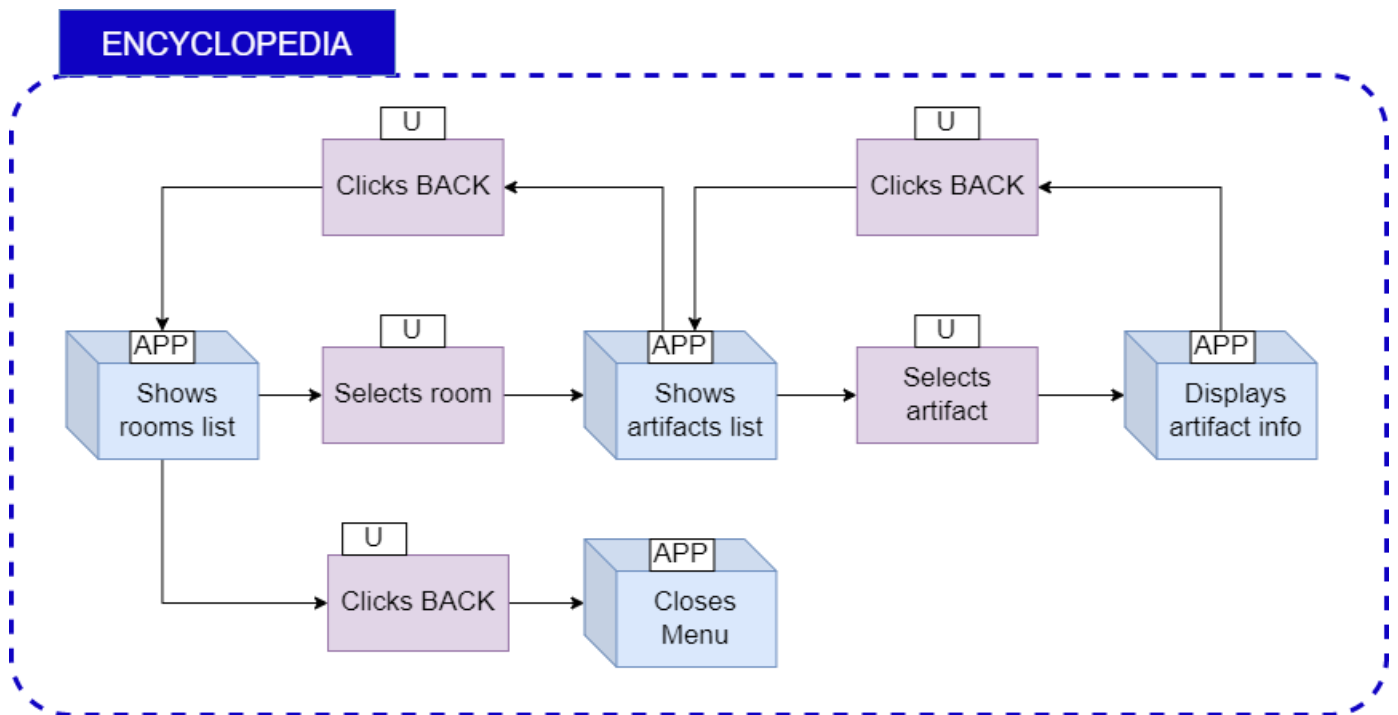 ENCYCLOPEDIA
U
Clicks BACK
U
Clicks BACK
APP
Shows
rooms list
U
Selects room
APP
Shows
artifacts list
U
Selects
artifact
APP
Displays
artifact info
U
Clicks BACK
APP
Closes
Menu